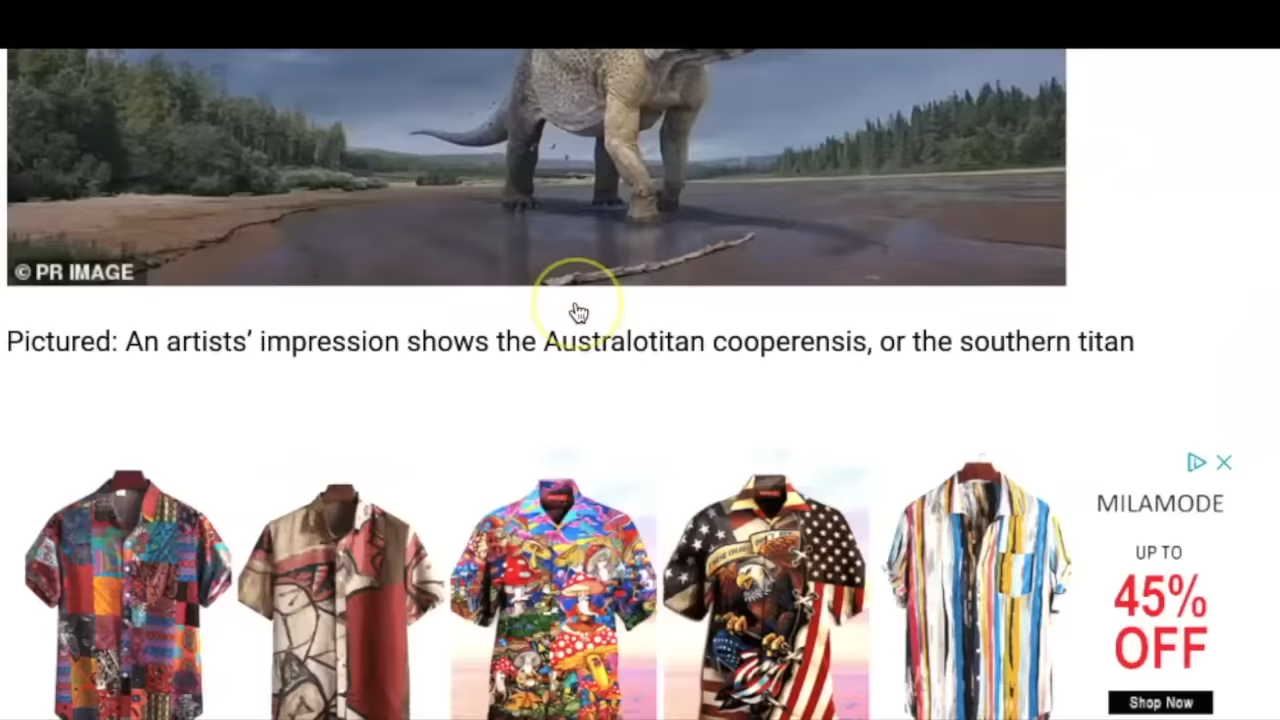 © PR IMAGE
Pictured: An artists’ impression shows the Australotitan cooperensis, or the southern titan
MILAMODE
UP TO
45%
OFF
Shop Now